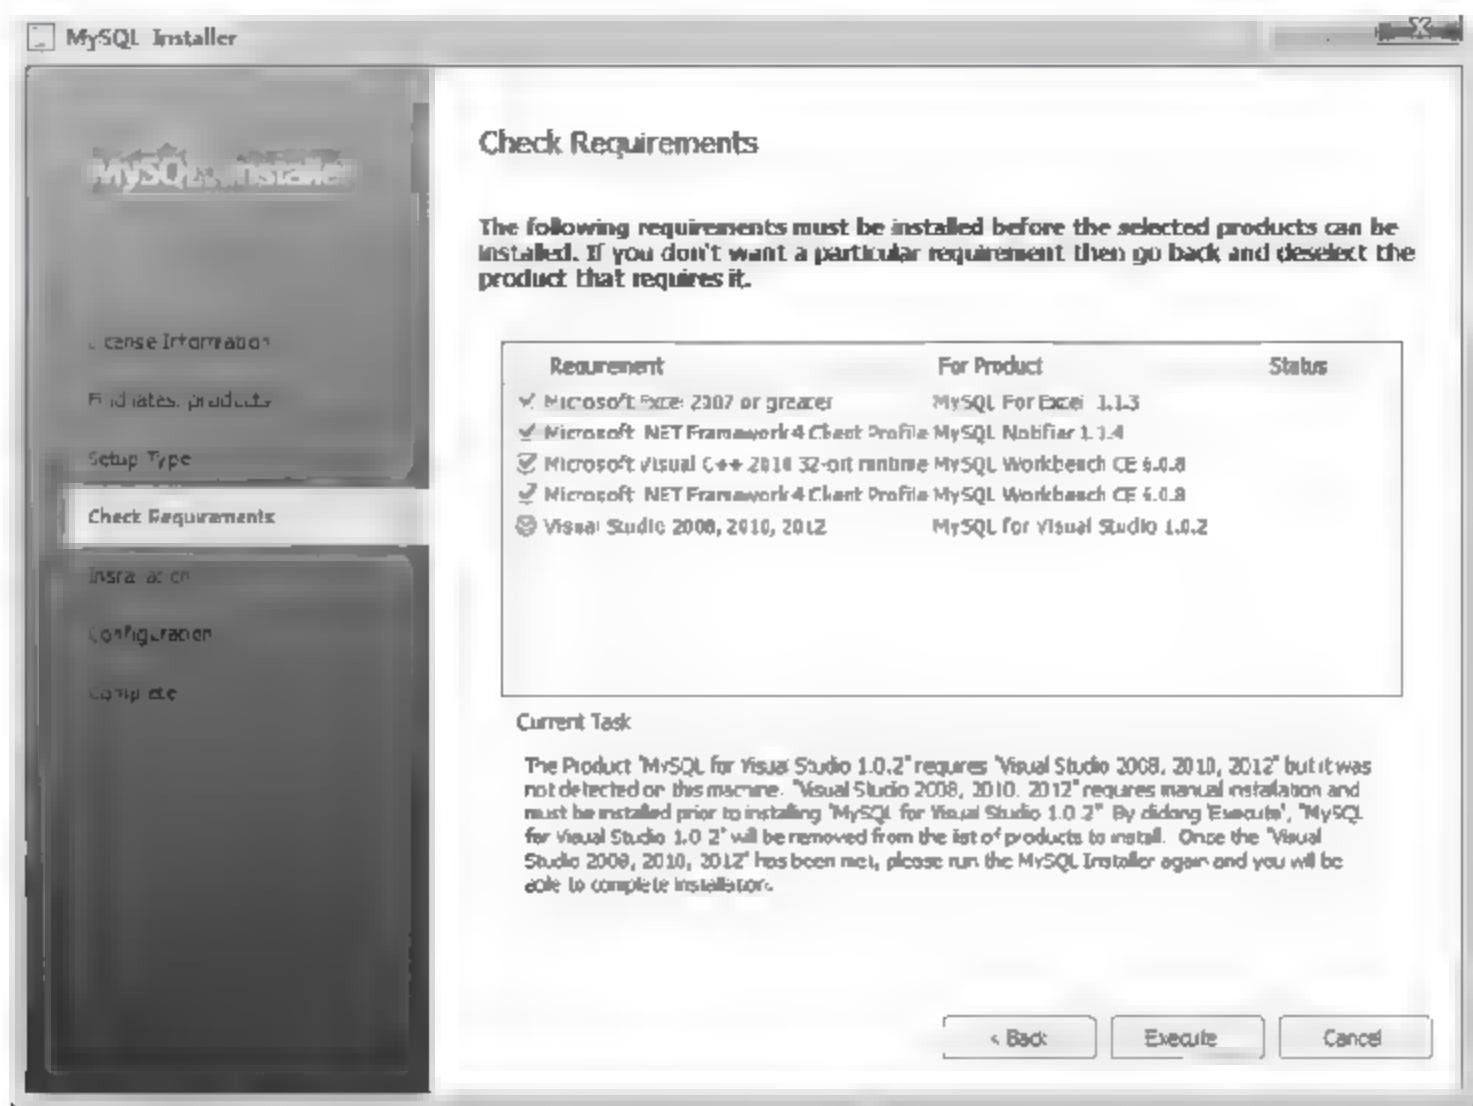 MySQL Installer
MySQL Installer
License Information
Find latest products
Setup Type
Check Requirements
Installation
Configuration
Complete
Check Requirements
The following requirements must be installed before the selected products can be
installed. If you don't want a particular requirement then go back and deselect the
product that requires it.
Requirement For Product Status
Microsoft Excel 2007 or greater MySQL For Excel 1.1.3
Microsoft .NET Framework 4 Client Profile MySQL Notifier 1.1.4
Microsoft Visual C++ 2010 32-bit runtime MySQL Workbench CE 6.0.8
Microsoft .NET Framework 4 Client Profile MySQL Workbench CE 6.0.8
Visual Studio 2008, 2010, 2012 MySQL for Visual Studio 1.0.2
Current Task
The Product "MySQL for Visual Studio 1.0.2" requires "Visual Studio 2008, 2010, 2012" but it was
not detected on this machine. "Visual Studio 2008, 2010, 2012" requires manual installation and
must be installed prior to installing "MySQL for Visual Studio 1.0.2" By clicking 'Execute', "MySQL
for Visual Studio 1.0.2" will be removed from the list of products to install. Once the "Visual
Studio 2008, 2010, 2012" has been met, please run the MySQL Installer again and you will be
able to complete installation.
< Back Execute Cancel